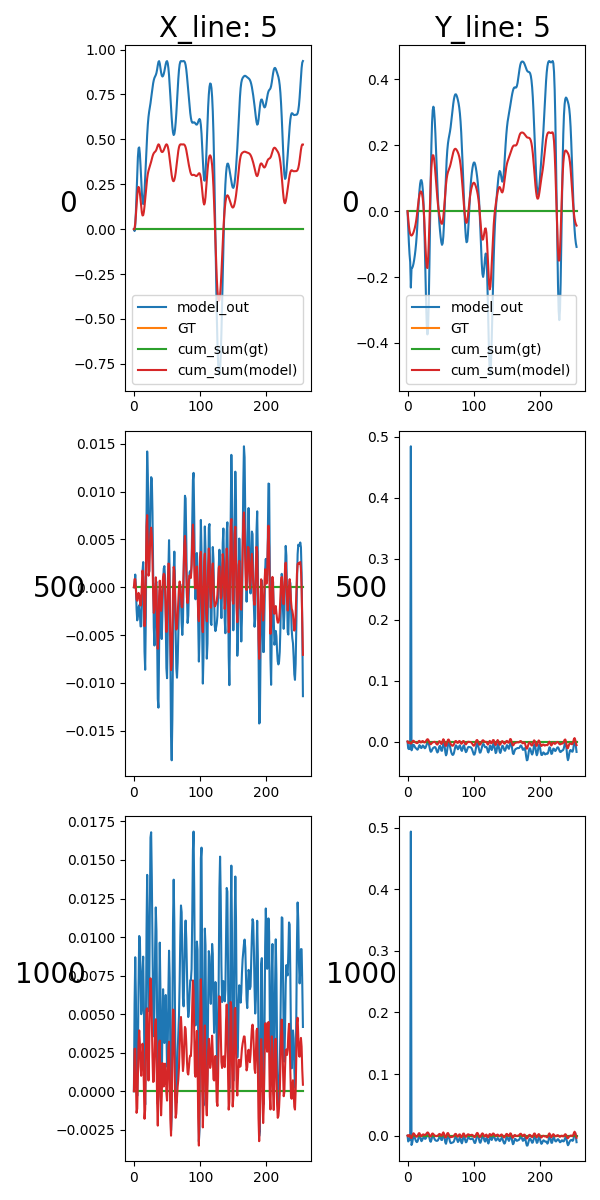 X_line: 5
Y_line: 5
1.00
0.75
0.50
0.25
0.00
−0.25
−0.50
−0.75
0
model_out
GT
cum_sum(gt)
cum_sum(model)
0 100 200
0.4
0.2
0.0
−0.2
−0.4
0
model_out
GT
cum_sum(gt)
cum_sum(model)
0 100 200
0.015
0.010
0.005
0.000
−0.005
−0.010
−0.015
500
0 100 200
0.5
0.4
0.3
0.2
0.1
0.0
500
0 100 200
0.0175
0.0150
0.0125
0.0100
0.0075
0.0050
0.0025
0.0000
−0.0025
1000
0 100 200
0.5
0.4
0.3
0.2
0.1
0.0
1000
0 100 200